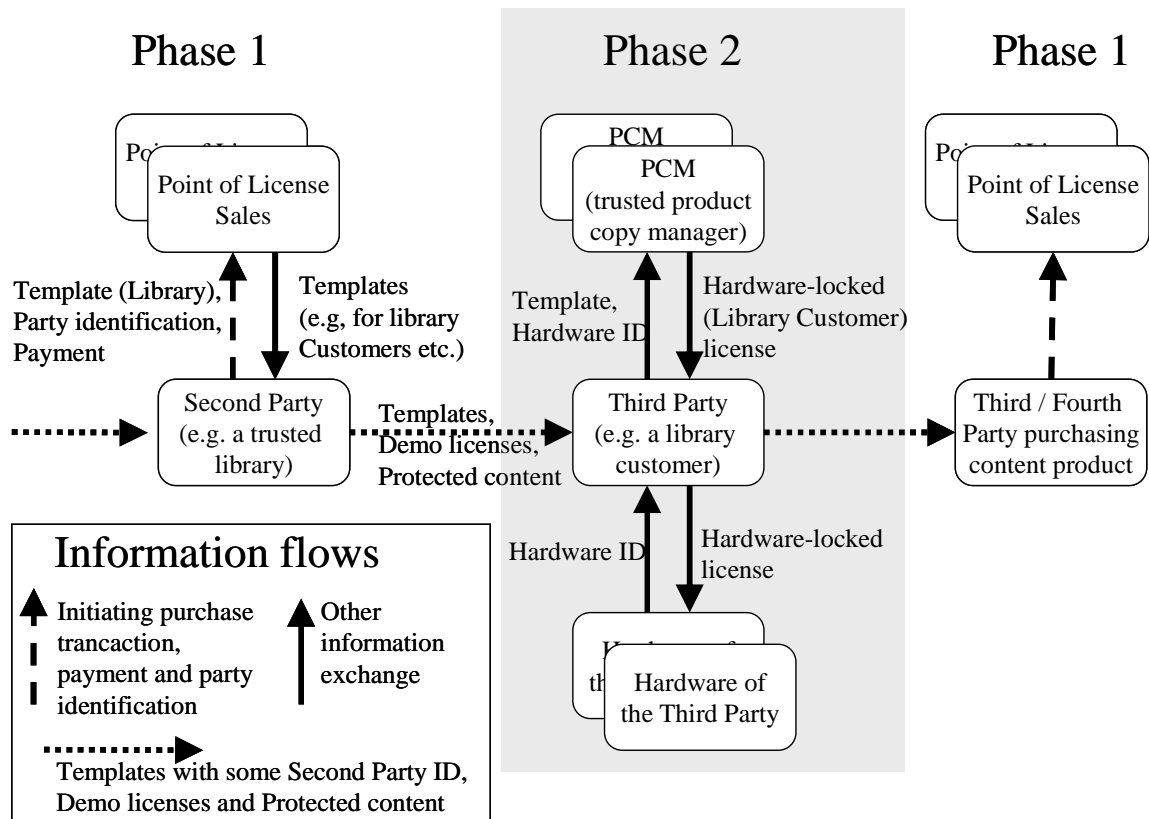 Phase 1
Phase 2
Phase 1
Point of License
Sales
PCM
PCM
(trusted product
copy manager)
Point of License
Sales
Template (Library),
Party identification,
Payment
Templates
(e.g, for library
Customers etc.)
Template,
Hardware ID
Hardware-locked
(Library Customer)
license
Second Party
(e.g. a trusted
library)
Templates,
Demo licenses,
Protected content
Third Party
(e.g. a library
customer)
Third / Fourth
Party purchasing
content product
Hardware ID
Hardware-locked
license
Hardware of
the Third Party
Information flows
Initiating purchase
trancaction,
payment and party
identification
Other
information
exchange
Templates with some Second Party ID,
Demo licenses and Protected content